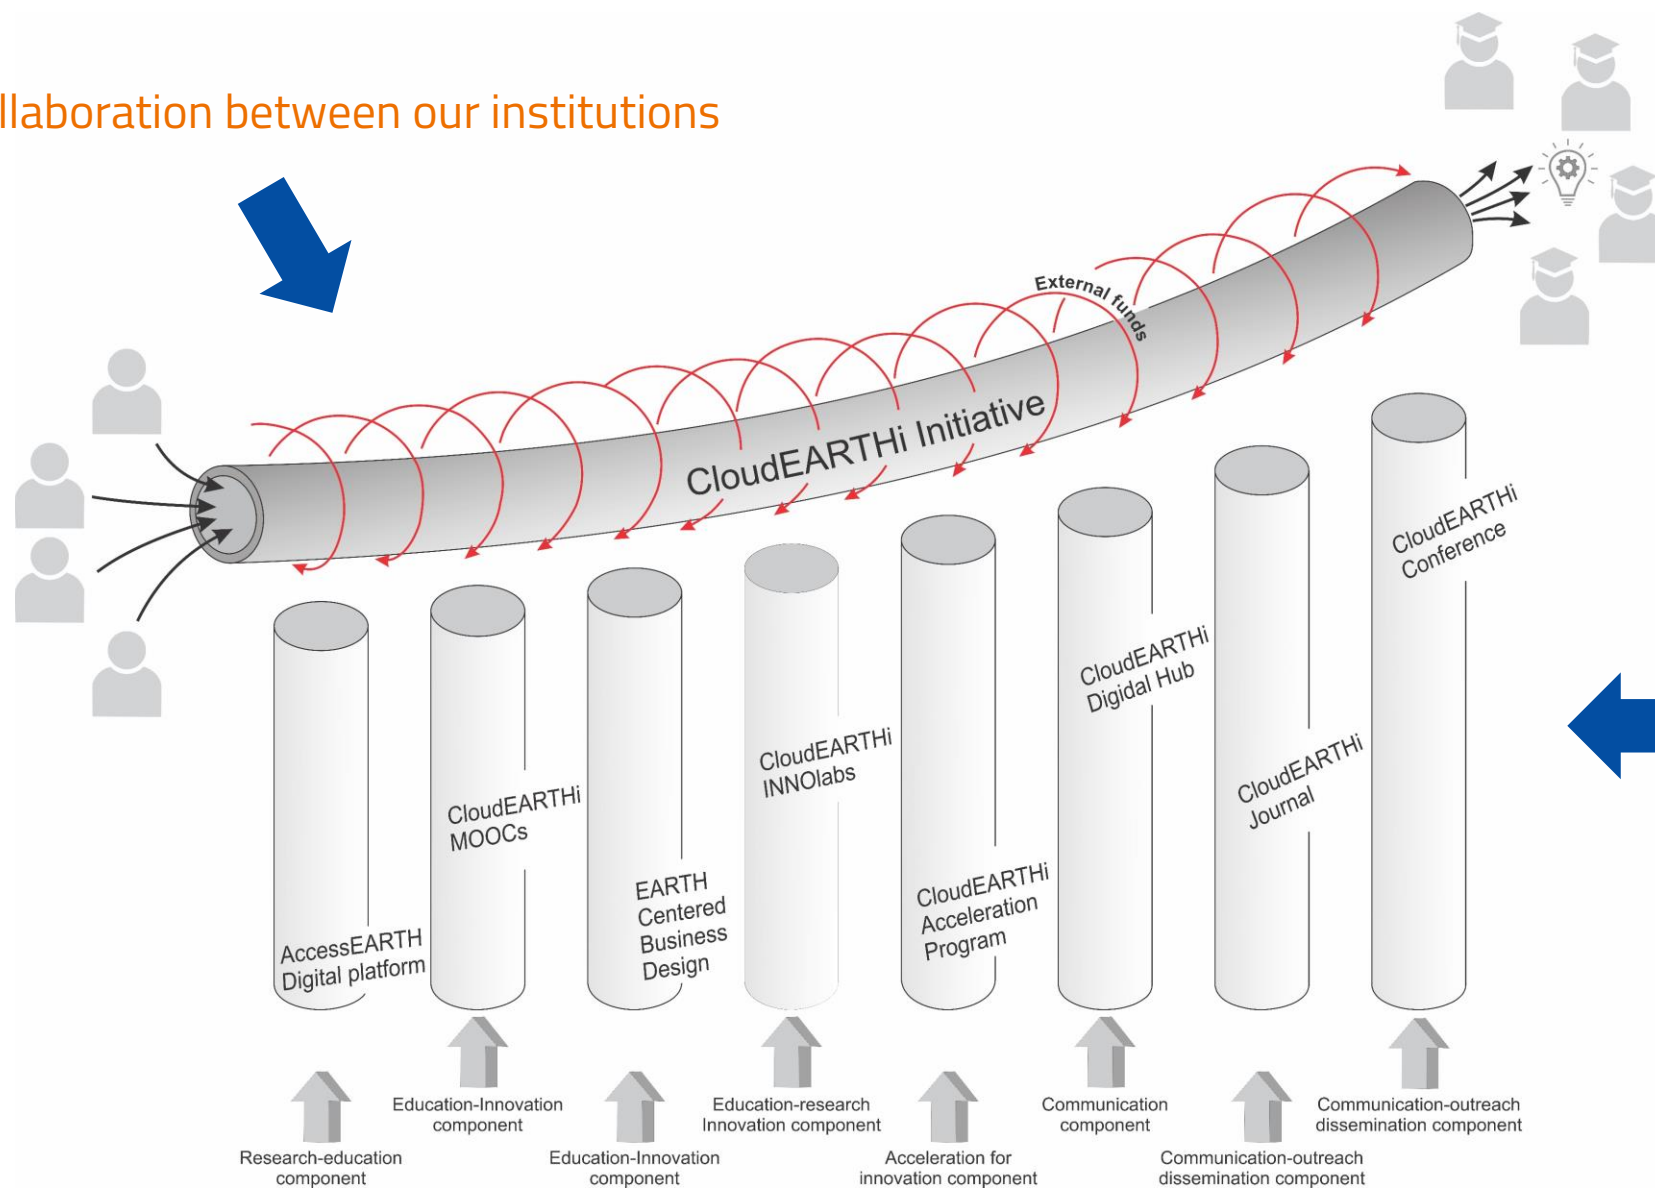 llaboration between our institutions
External funds
CloudEARTHi Initiative
CloudEARTHi
Conference
CloudEARTHi
Digidal Hub
CloudEARTHi
INNOlabs
CloudEARTHi
Journal
CloudEARTHi
MOOCs
EARTH
Centered
Business
Design
CloudEARTHi
Acceleration
Program
AccessEARTH
Digital platform
Education-Innovation
component
Education-research
Innovation component
Communication
component
Communication-outreach
dissemination component
Research-education
component
Education-Innovation
component
Acceleration for
innovation component
Communication-outreach
dissemination component